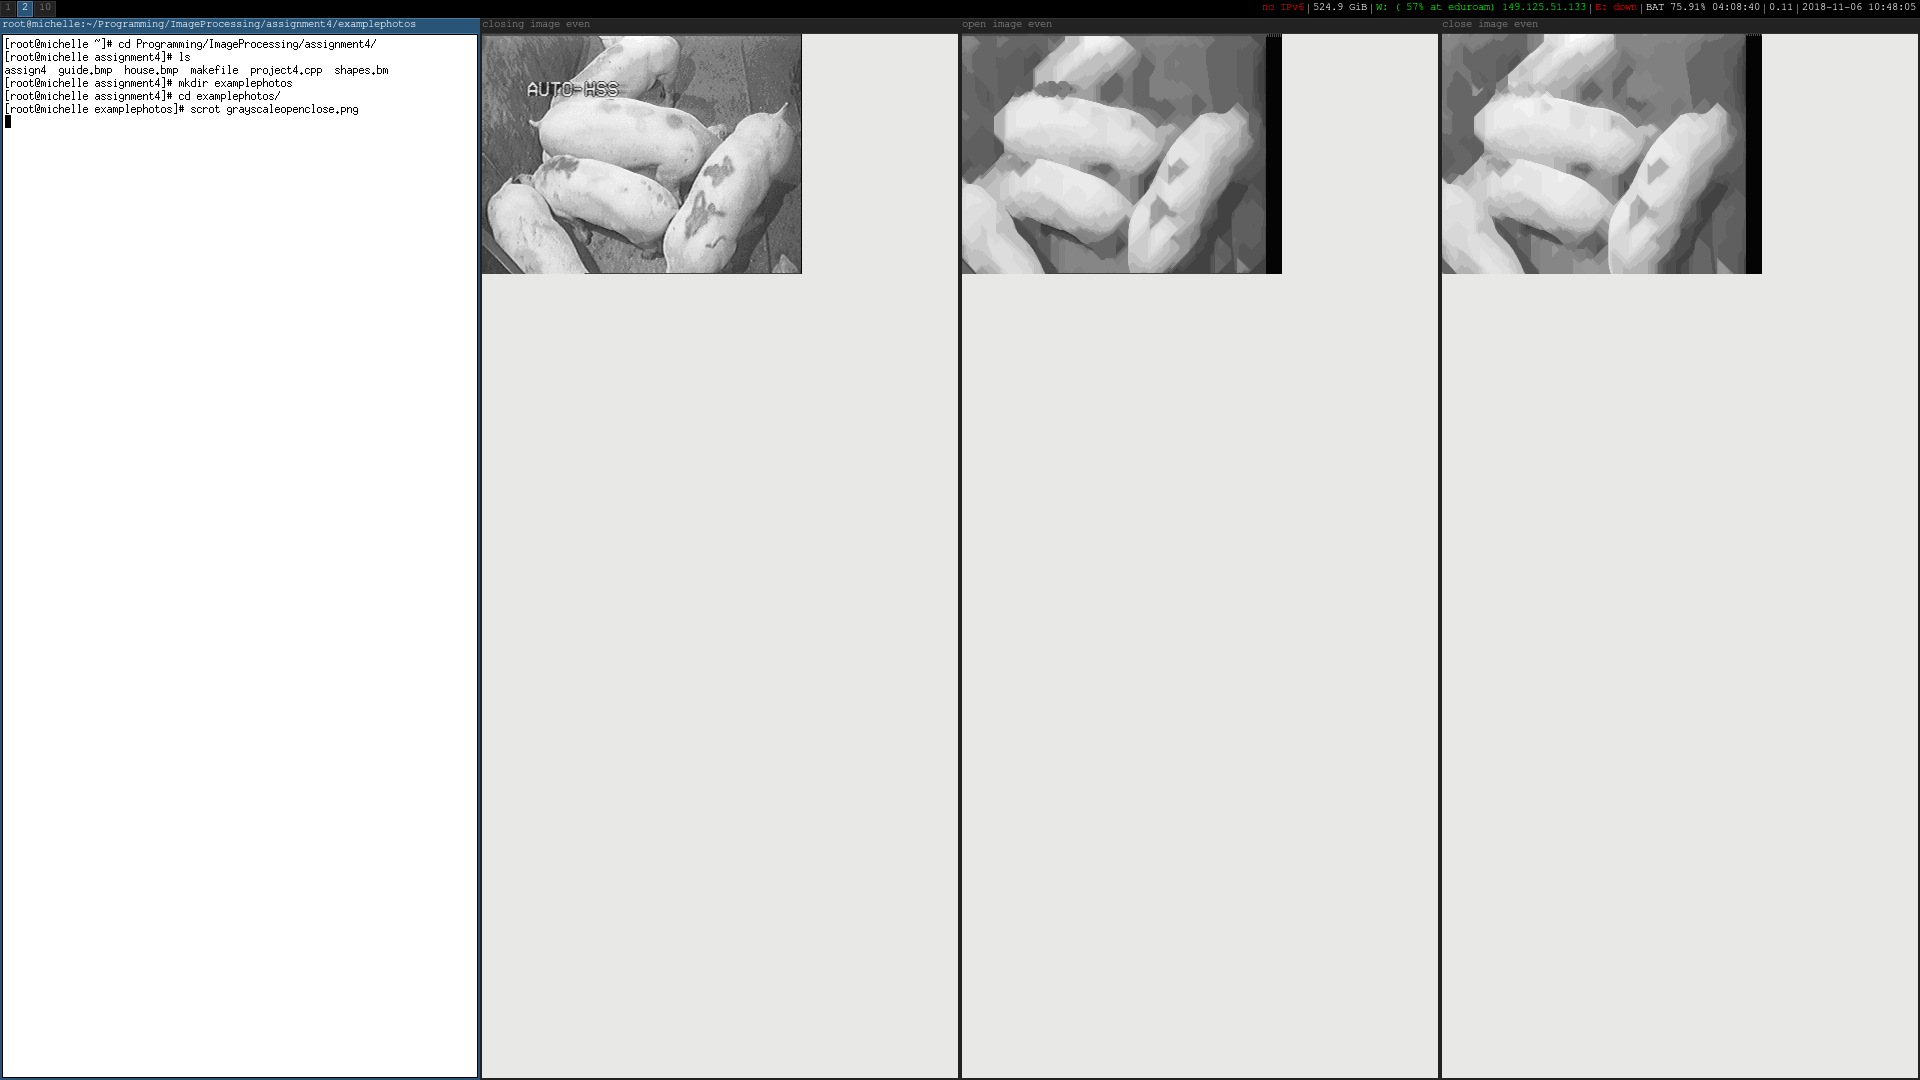 1 2 10
no IPv6|524.9 GiB|W: ( 57% at eduroam) 149.125.51.133|E: down|BAT 75.91% 04:08:40|0.11|2018-11-06 10:48:05
root@michelle:~/Programming/ImageProcessing/assignment4/examplephotos
closing image even
open image even
close image even
[root@michelle ~]# cd Programming/ImageProcessing/assignment4/
[root@michelle assignment4]# ls
assign4  guide.bmp  house.bmp  makefile  project4.cpp  shapes.bm
[root@michelle assignment4]# mkdir examplephotos
[root@michelle assignment4]# cd examplephotos/
[root@michelle examplephotos]# scrot grayscaleopenclose.png
AUTO-HSS